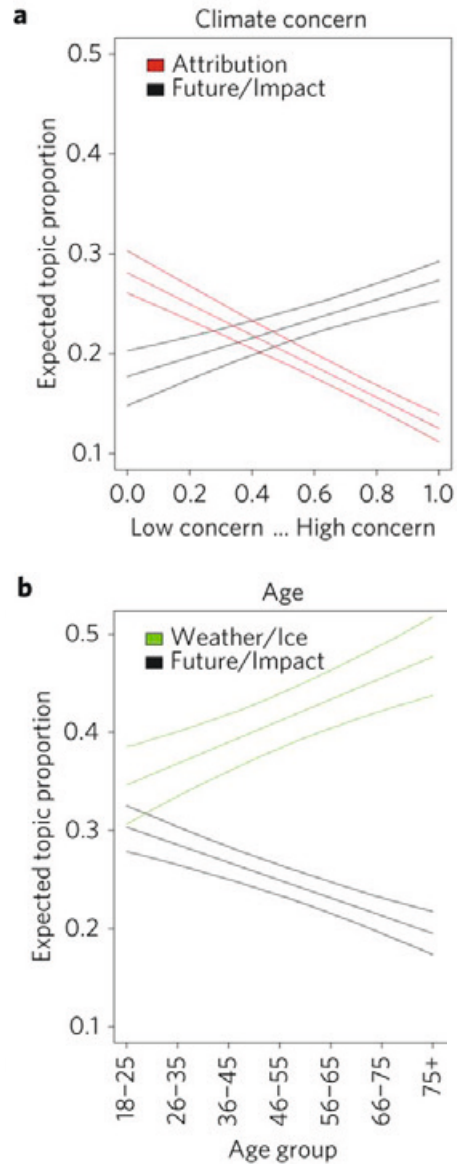 a
Climate concern
Attribution
Future/Impact
Expected topic proportion
0.5
0.4
0.3
0.2
0.1
0.0 0.2 0.4 0.6 0.8 1.0
Low concern ... High concern
b
Age
Weather/Ice
Future/Impact
Expected topic proportion
0.5
0.4
0.3
0.2
0.1
18–25 26–35 36–45 46–55 56–65 66–75 75+
Age group